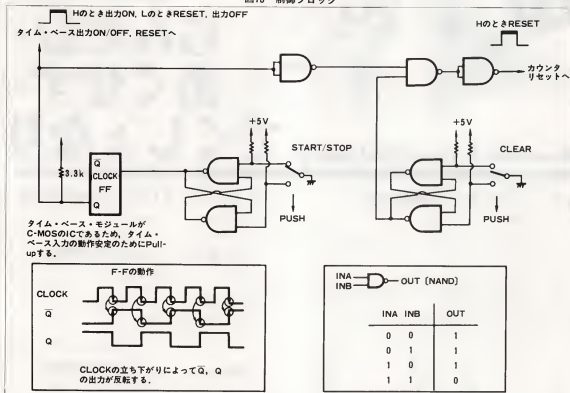 図15 制御ブロック
Hのとき出力ON, LのときRESET, 出力OFF
タイム・ベース出力ON/OFF, RESETへ
HのときRESET
カウンタ
リセットへ
+5V
START/STOP
PUSH
+5V
CLEAR
PUSH
3.3k
Q̄
CLOCK
FF
Q
タイム・ベース・モジュールが
C-MOSのICであるため, タイム・
ベース入力の動作安定のためにPull-
upする.
F-Fの動作
CLOCK
Q̄
Q
CLOCKの立ち下がりによってQ̄, Q
の出力が反転する.
INA
INB
OUT (NAND)
INA INB OUT
0 0 1
0 1 1
1 0 1
1 1 0